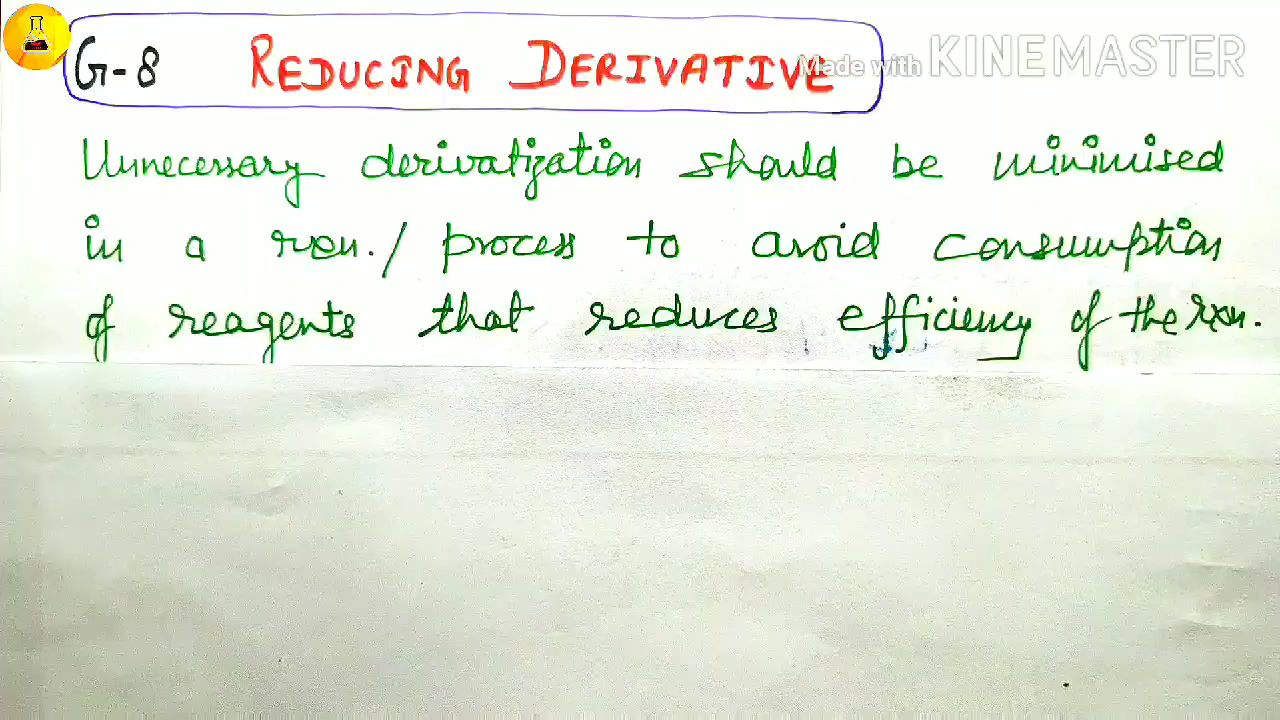 G-8 REDUCING DERIVATIVE
Made with KINEMASTER
Unnecessary derivatization should be minimised
in a rxn./ process to avoid consumption
of reagents that reduces efficiency of the rxn.